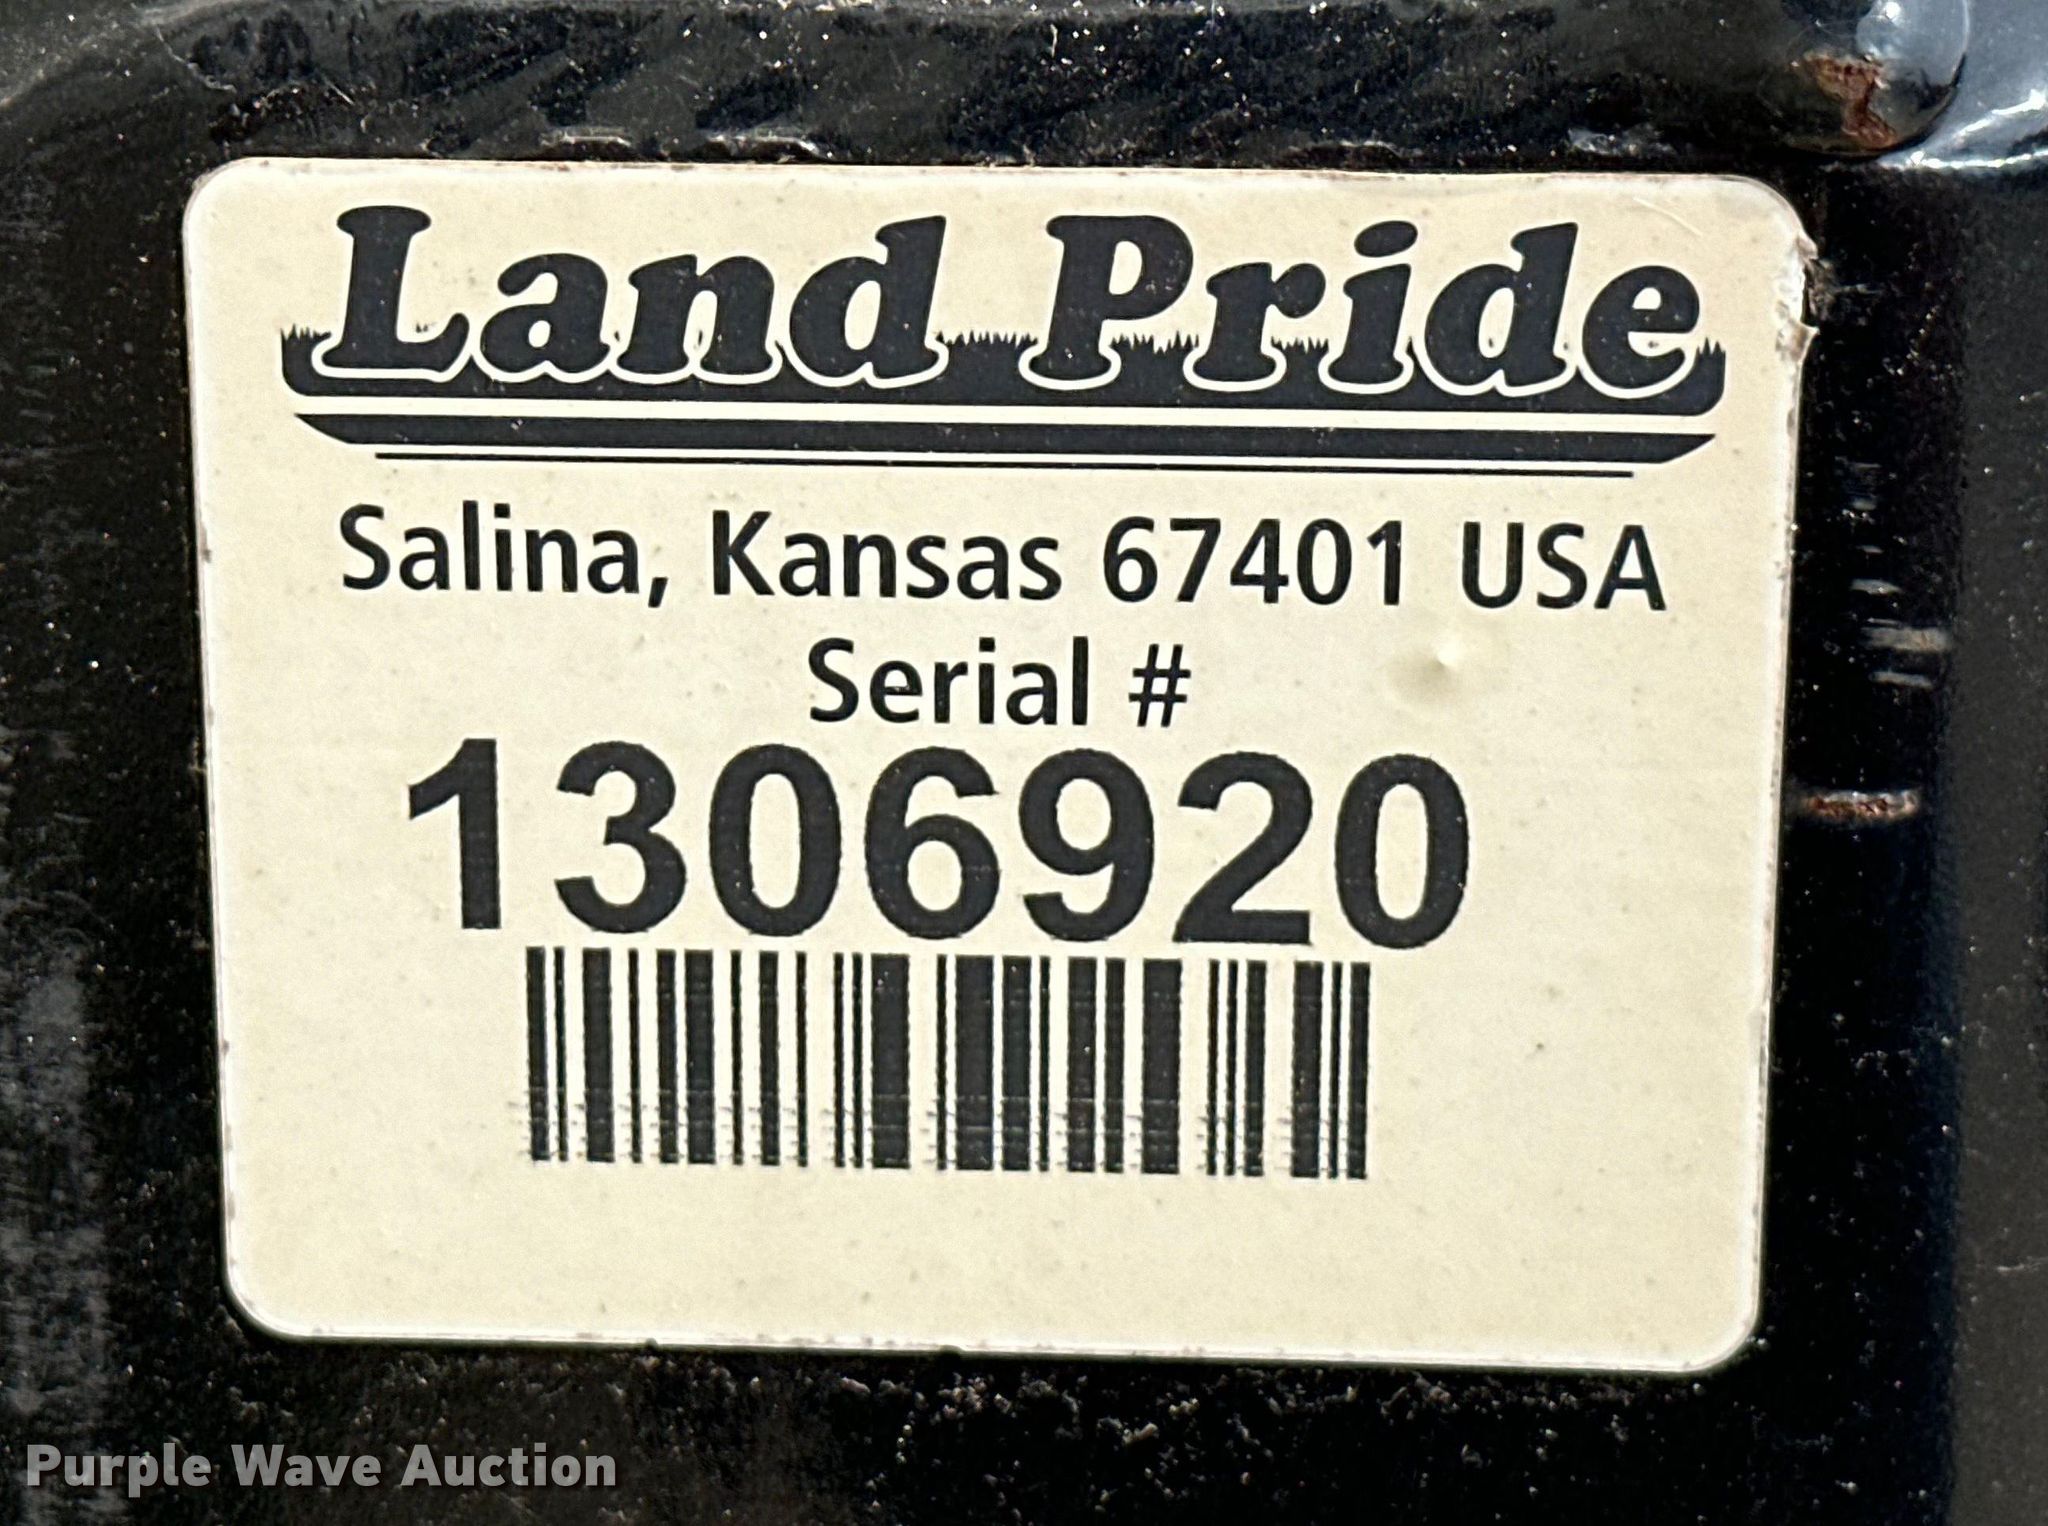 Land Pride
Salina, Kansas 67401 USA
Serial #
1306920
Purple Wave Auction